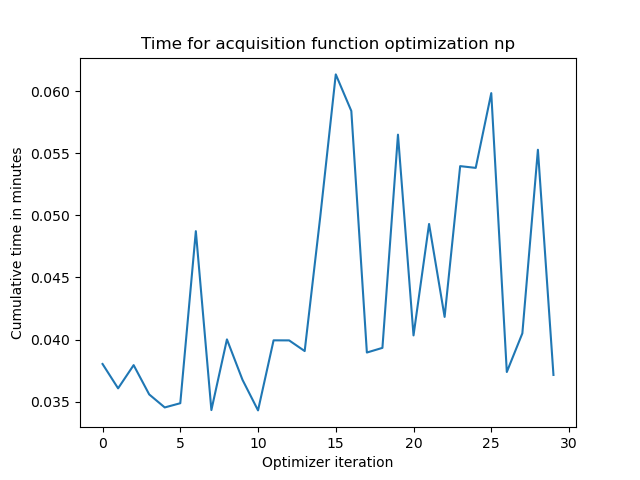 Time for acquisition function optimization np
Cumulative time in minutes
0.060
0.055
0.050
0.045
0.040
0.035
0 5 10 15 20 25 30
Optimizer iteration